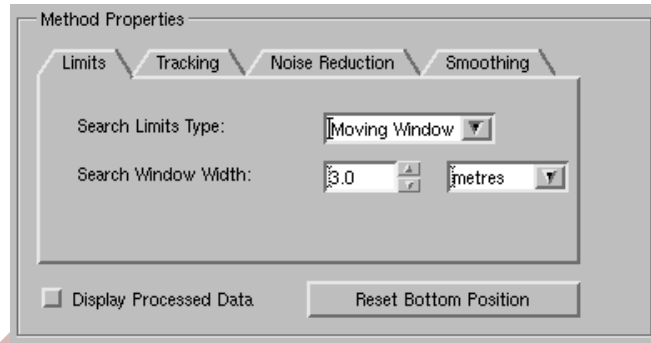 Method Properties
Limits Tracking Noise Reduction Smoothing
Search Limits Type: Moving Window
Search Window Width: 3.0 metres
Display Processed Data Reset Bottom Position